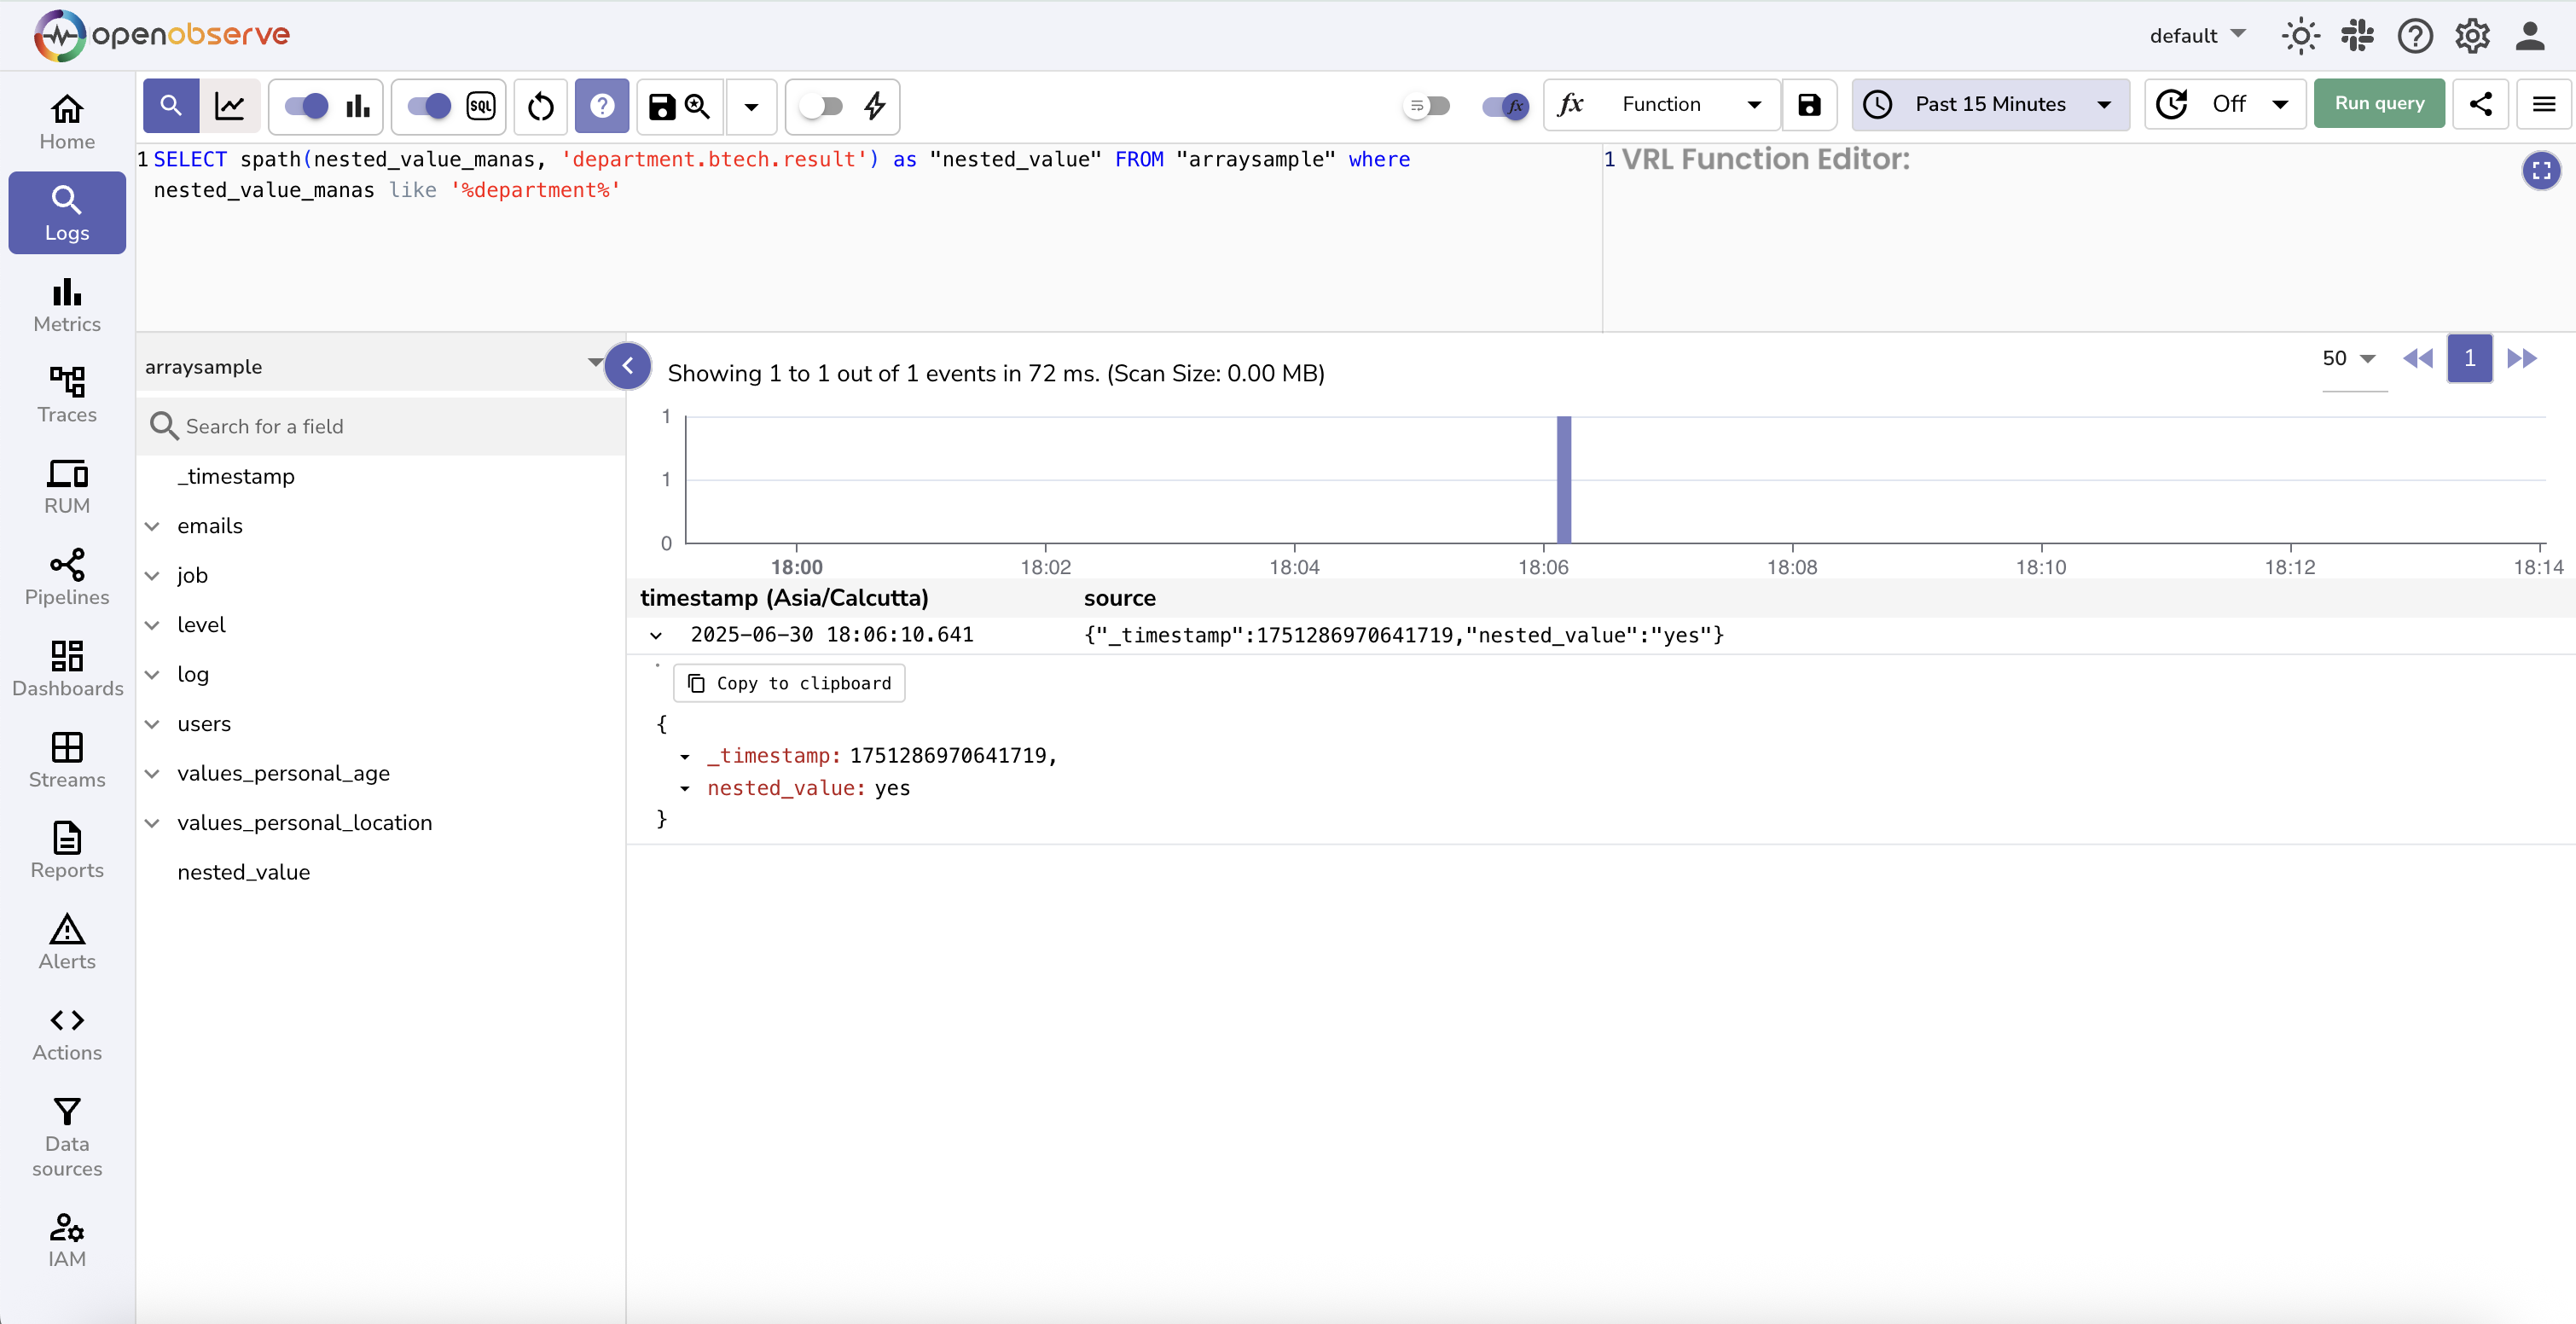 openobserve
default
Home
Logs
Metrics
Traces
RUM
Pipelines
Dashboards
Streams
Reports
Alerts
Actions
Data
sources
IAM
SQL
fx
fx
Function
Past 15 Minutes
Off
Run query
1 SELECT spath(nested_value_manas, 'department.btech.result') as "nested_value" FROM "arraysample" where
nested_value_manas like '%department%'
1 VRL Function Editor:
arraysample
Search for a field
_timestamp
emails
job
level
log
users
values_personal_age
values_personal_location
nested_value
Showing 1 to 1 out of 1 events in 72 ms. (Scan Size: 0.00 MB)
50
1
1
1
0
18:00 18:02 18:04 18:06 18:08 18:10 18:12 18:14
timestamp (Asia/Calcutta) source
2025-06-30 18:06:10.641 {"_timestamp":1751286970641719,"nested_value":"yes"}
Copy to clipboard
{
_timestamp: 1751286970641719,
nested_value: yes
}